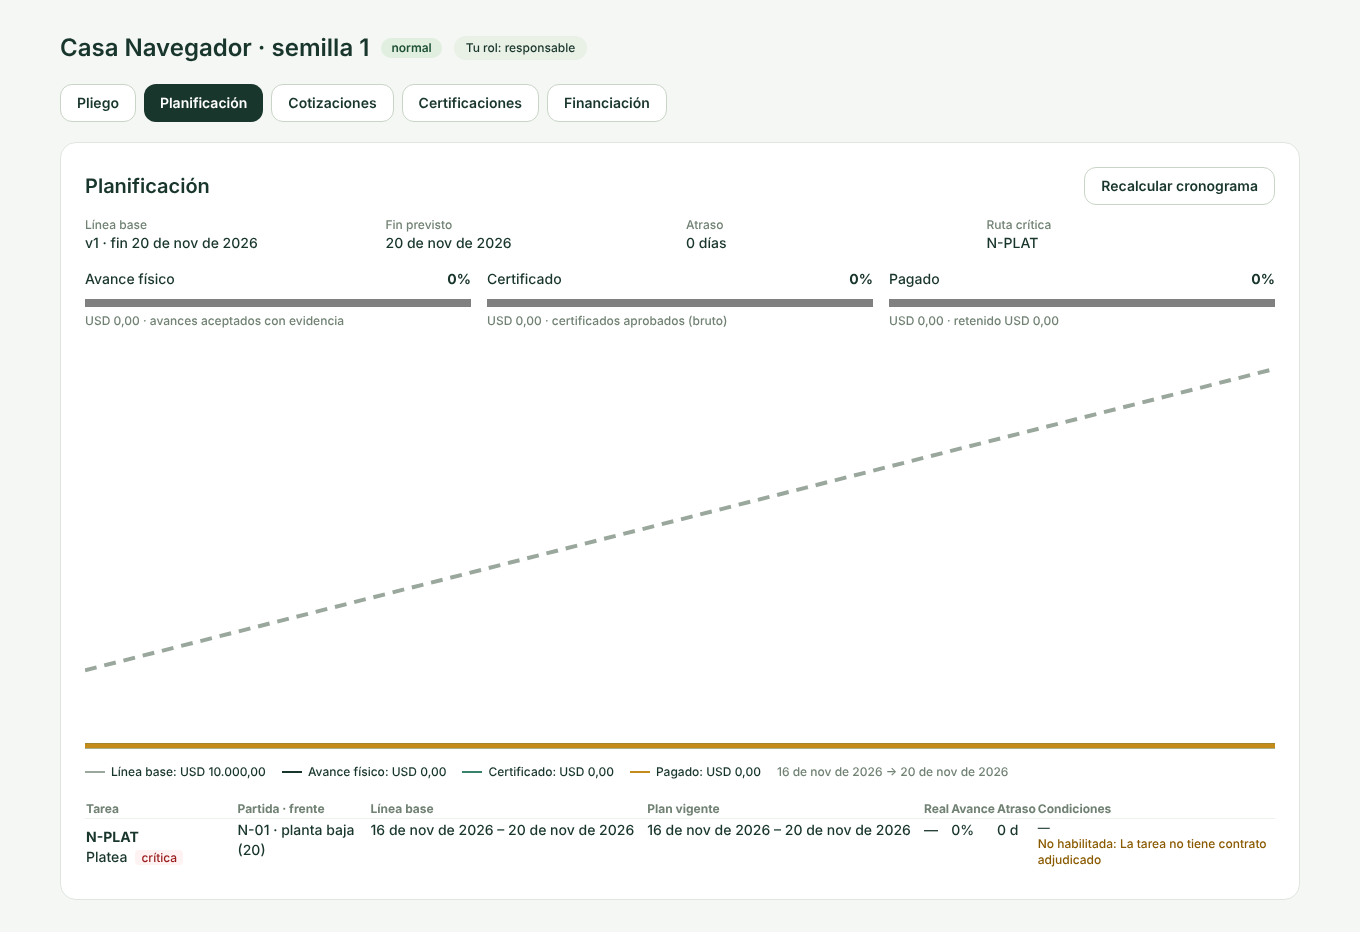 Casa Navegador · semilla 1 normal Tu rol: responsable
Pliego Planificación Cotizaciones Certificaciones Financiación
Planificación Recalcular cronograma
Línea base Fin previsto Atraso Ruta crítica
v1 · fin 20 de nov de 2026 20 de nov de 2026 0 días N-PLAT
Avance físico 0% Certificado 0% Pagado 0%
USD 0,00 · avances aceptados con evidencia USD 0,00 · certificados aprobados (bruto) USD 0,00 · retenido USD 0,00
Línea base: USD 10.000,00 Avance físico: USD 0,00 Certificado: USD 0,00 Pagado: USD 0,00 16 de nov de 2026 → 20 de nov de 2026
Tarea Partida · frente Línea base Plan vigente Real Avance Atraso Condiciones
N-PLAT N-01 · planta baja 16 de nov de 2026 – 20 de nov de 2026 16 de nov de 2026 – 20 de nov de 2026 — 0% 0 d —
Platea crítica (20) No habilitada: La tarea no tiene contrato
adjudicado